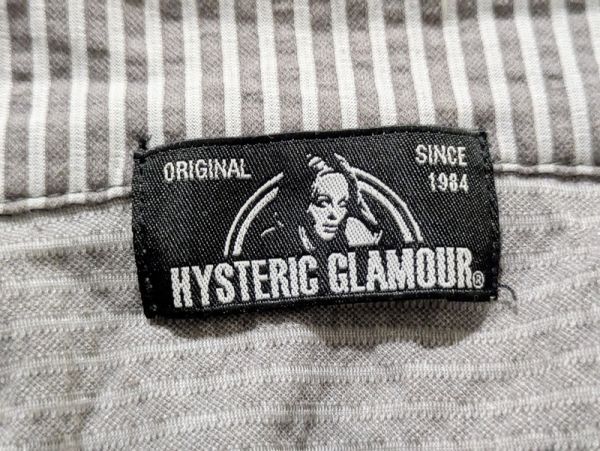 ORIGINAL
SINCE
1984
HYSTERIC GLAMOUR®